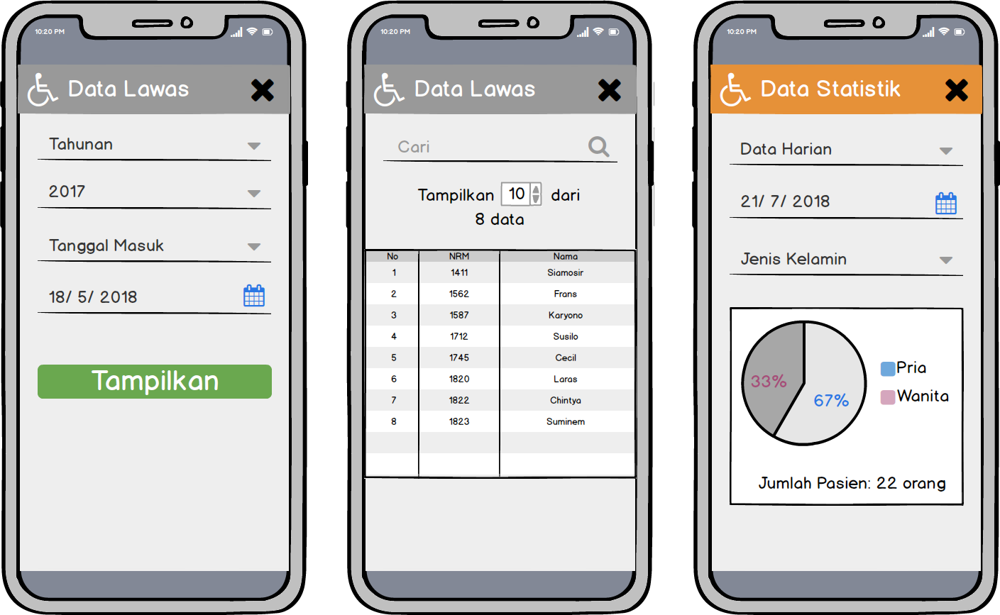 10:20 PM
Data Lawas
Tahunan
2017
Tanggal Masuk
18/ 5/ 2018
Tampilkan
10:20 PM
Data Lawas
Cari
Tampilkan 10 dari
8 data
No NRM Nama
1 1411 Siamosir
2 1562 Frans
3 1587 Karyono
4 1712 Susilo
5 1745 Cecil
6 1820 Laras
7 1822 Chintya
8 1823 Suminem
10:20 PM
Data Statistik
Data Harian
21/ 7/ 2018
Jenis Kelamin
33%
67%
Pria
Wanita
Jumlah Pasien: 22 orang